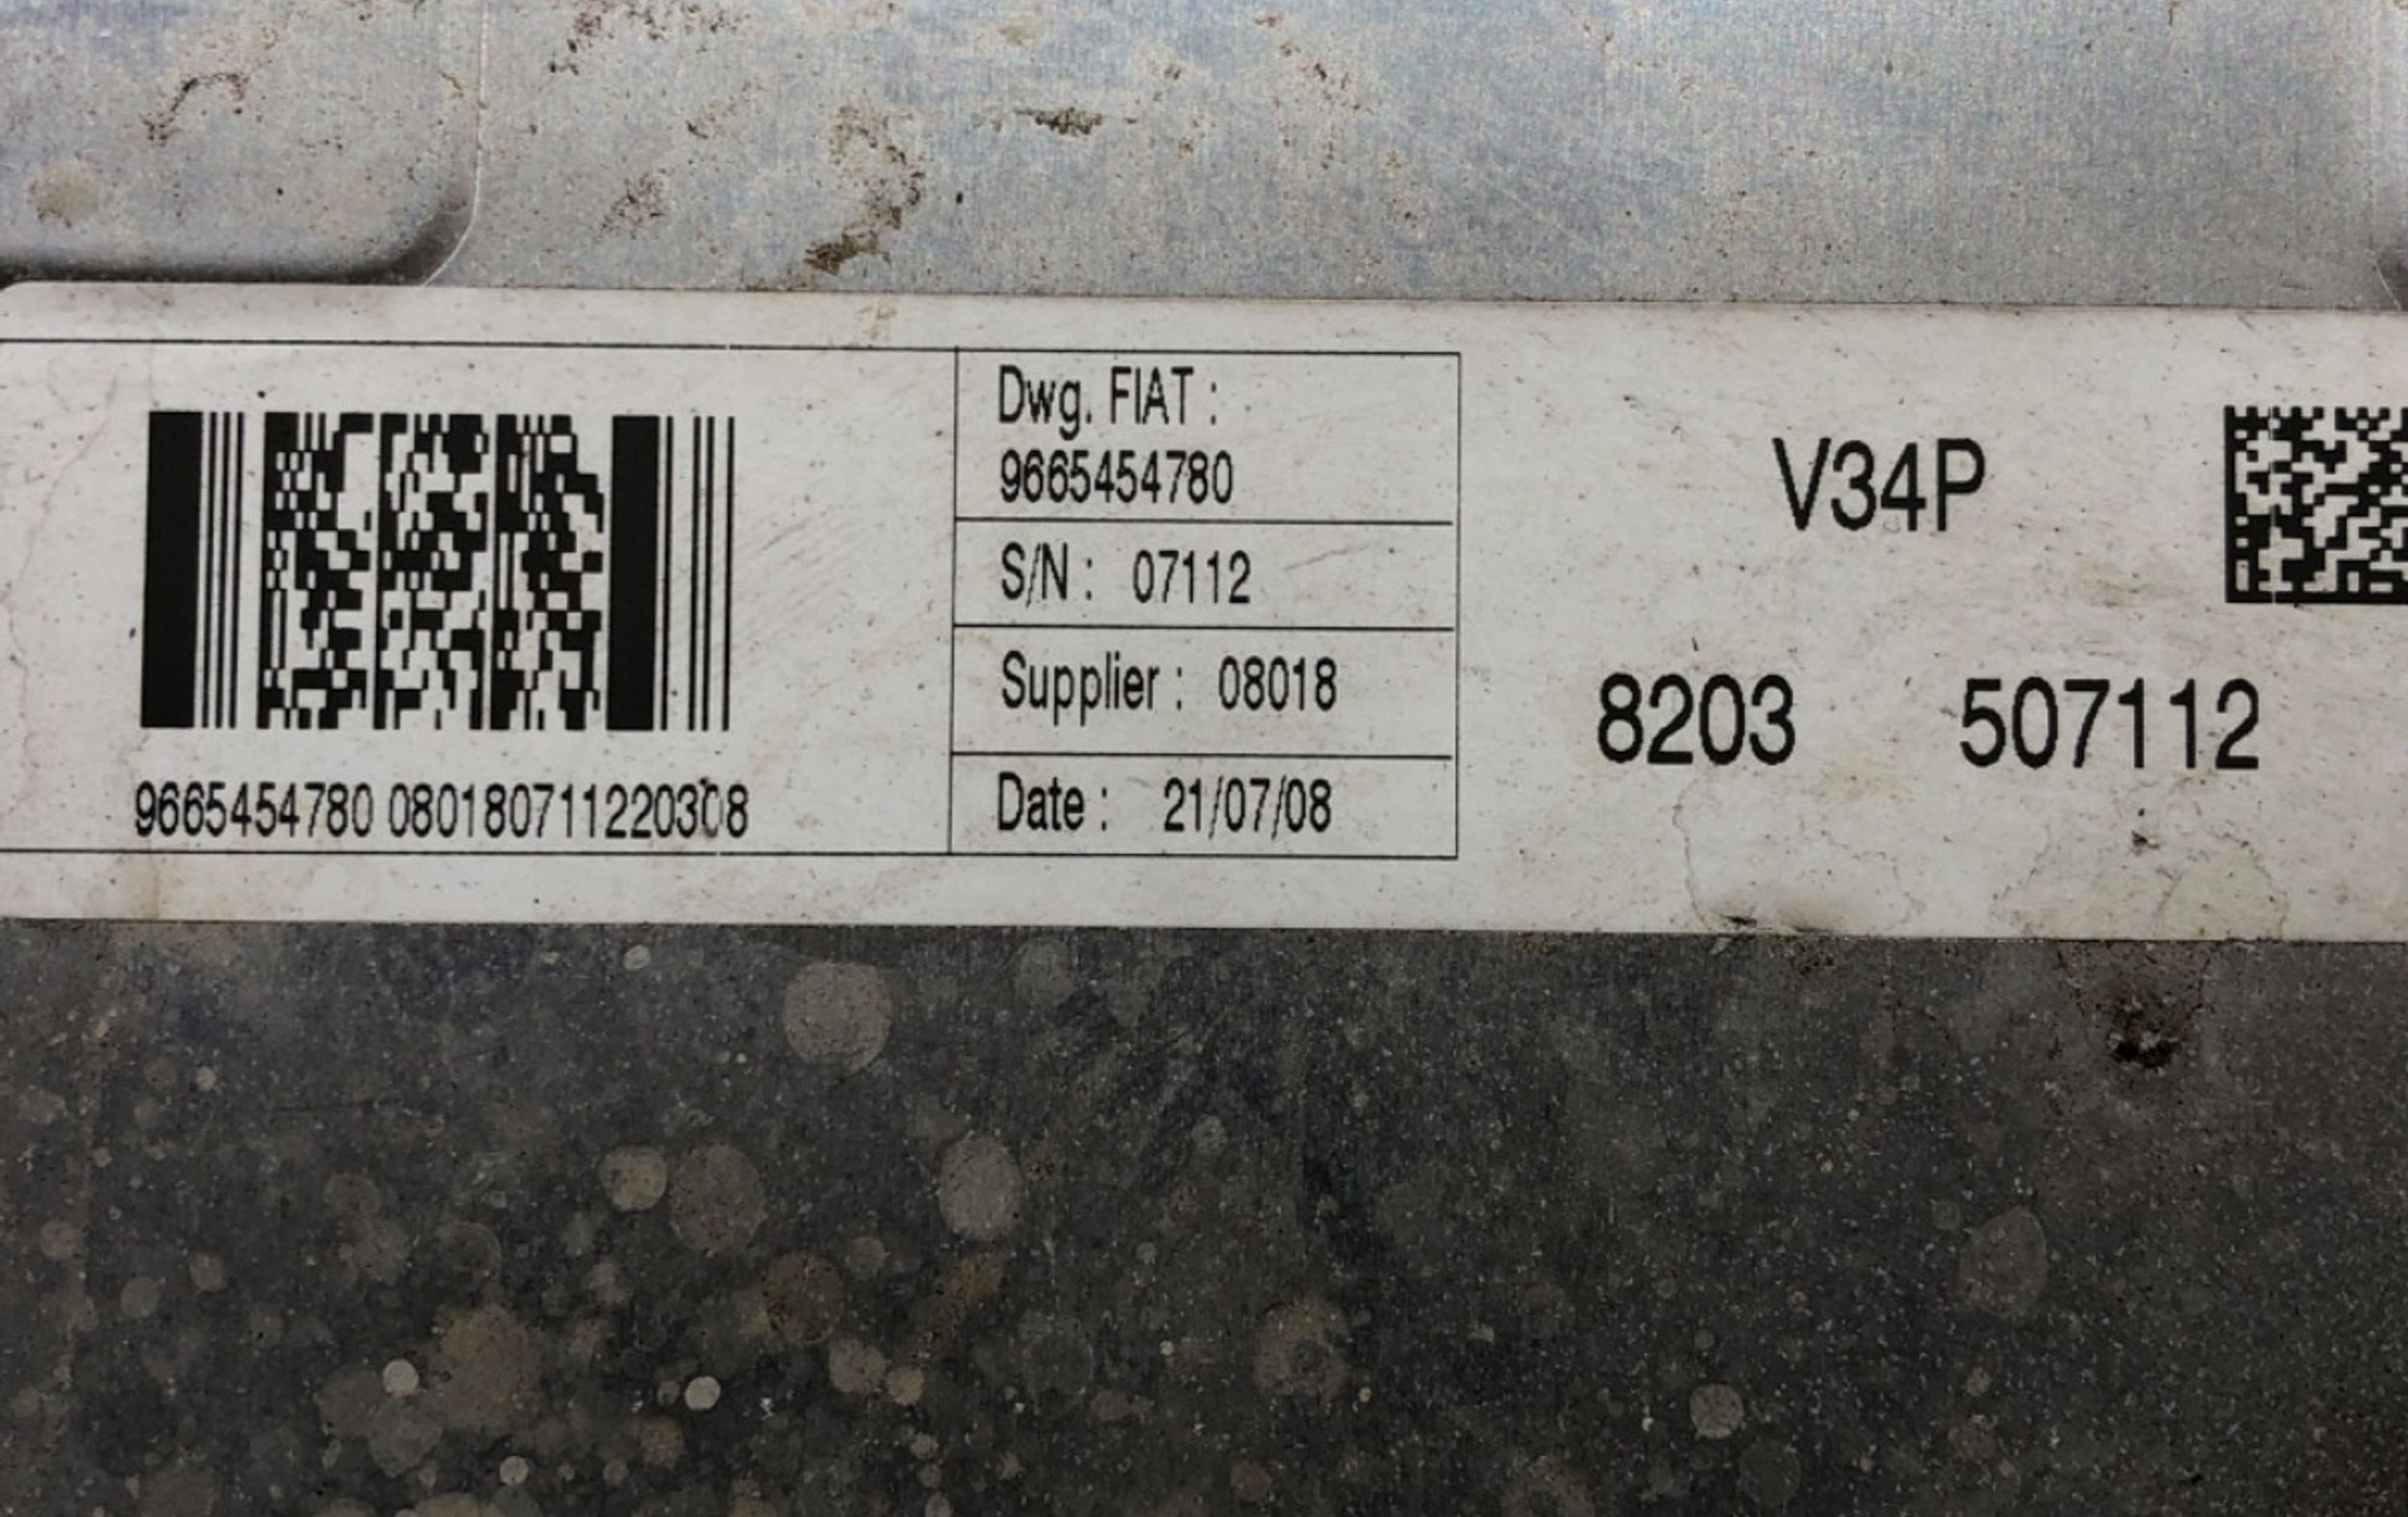 Dwg. FIAT :
9665454780
S/N : 07112
Supplier : 08018
Date : 21/07/08
9665454780 080180711220308
V34P
8203 507112